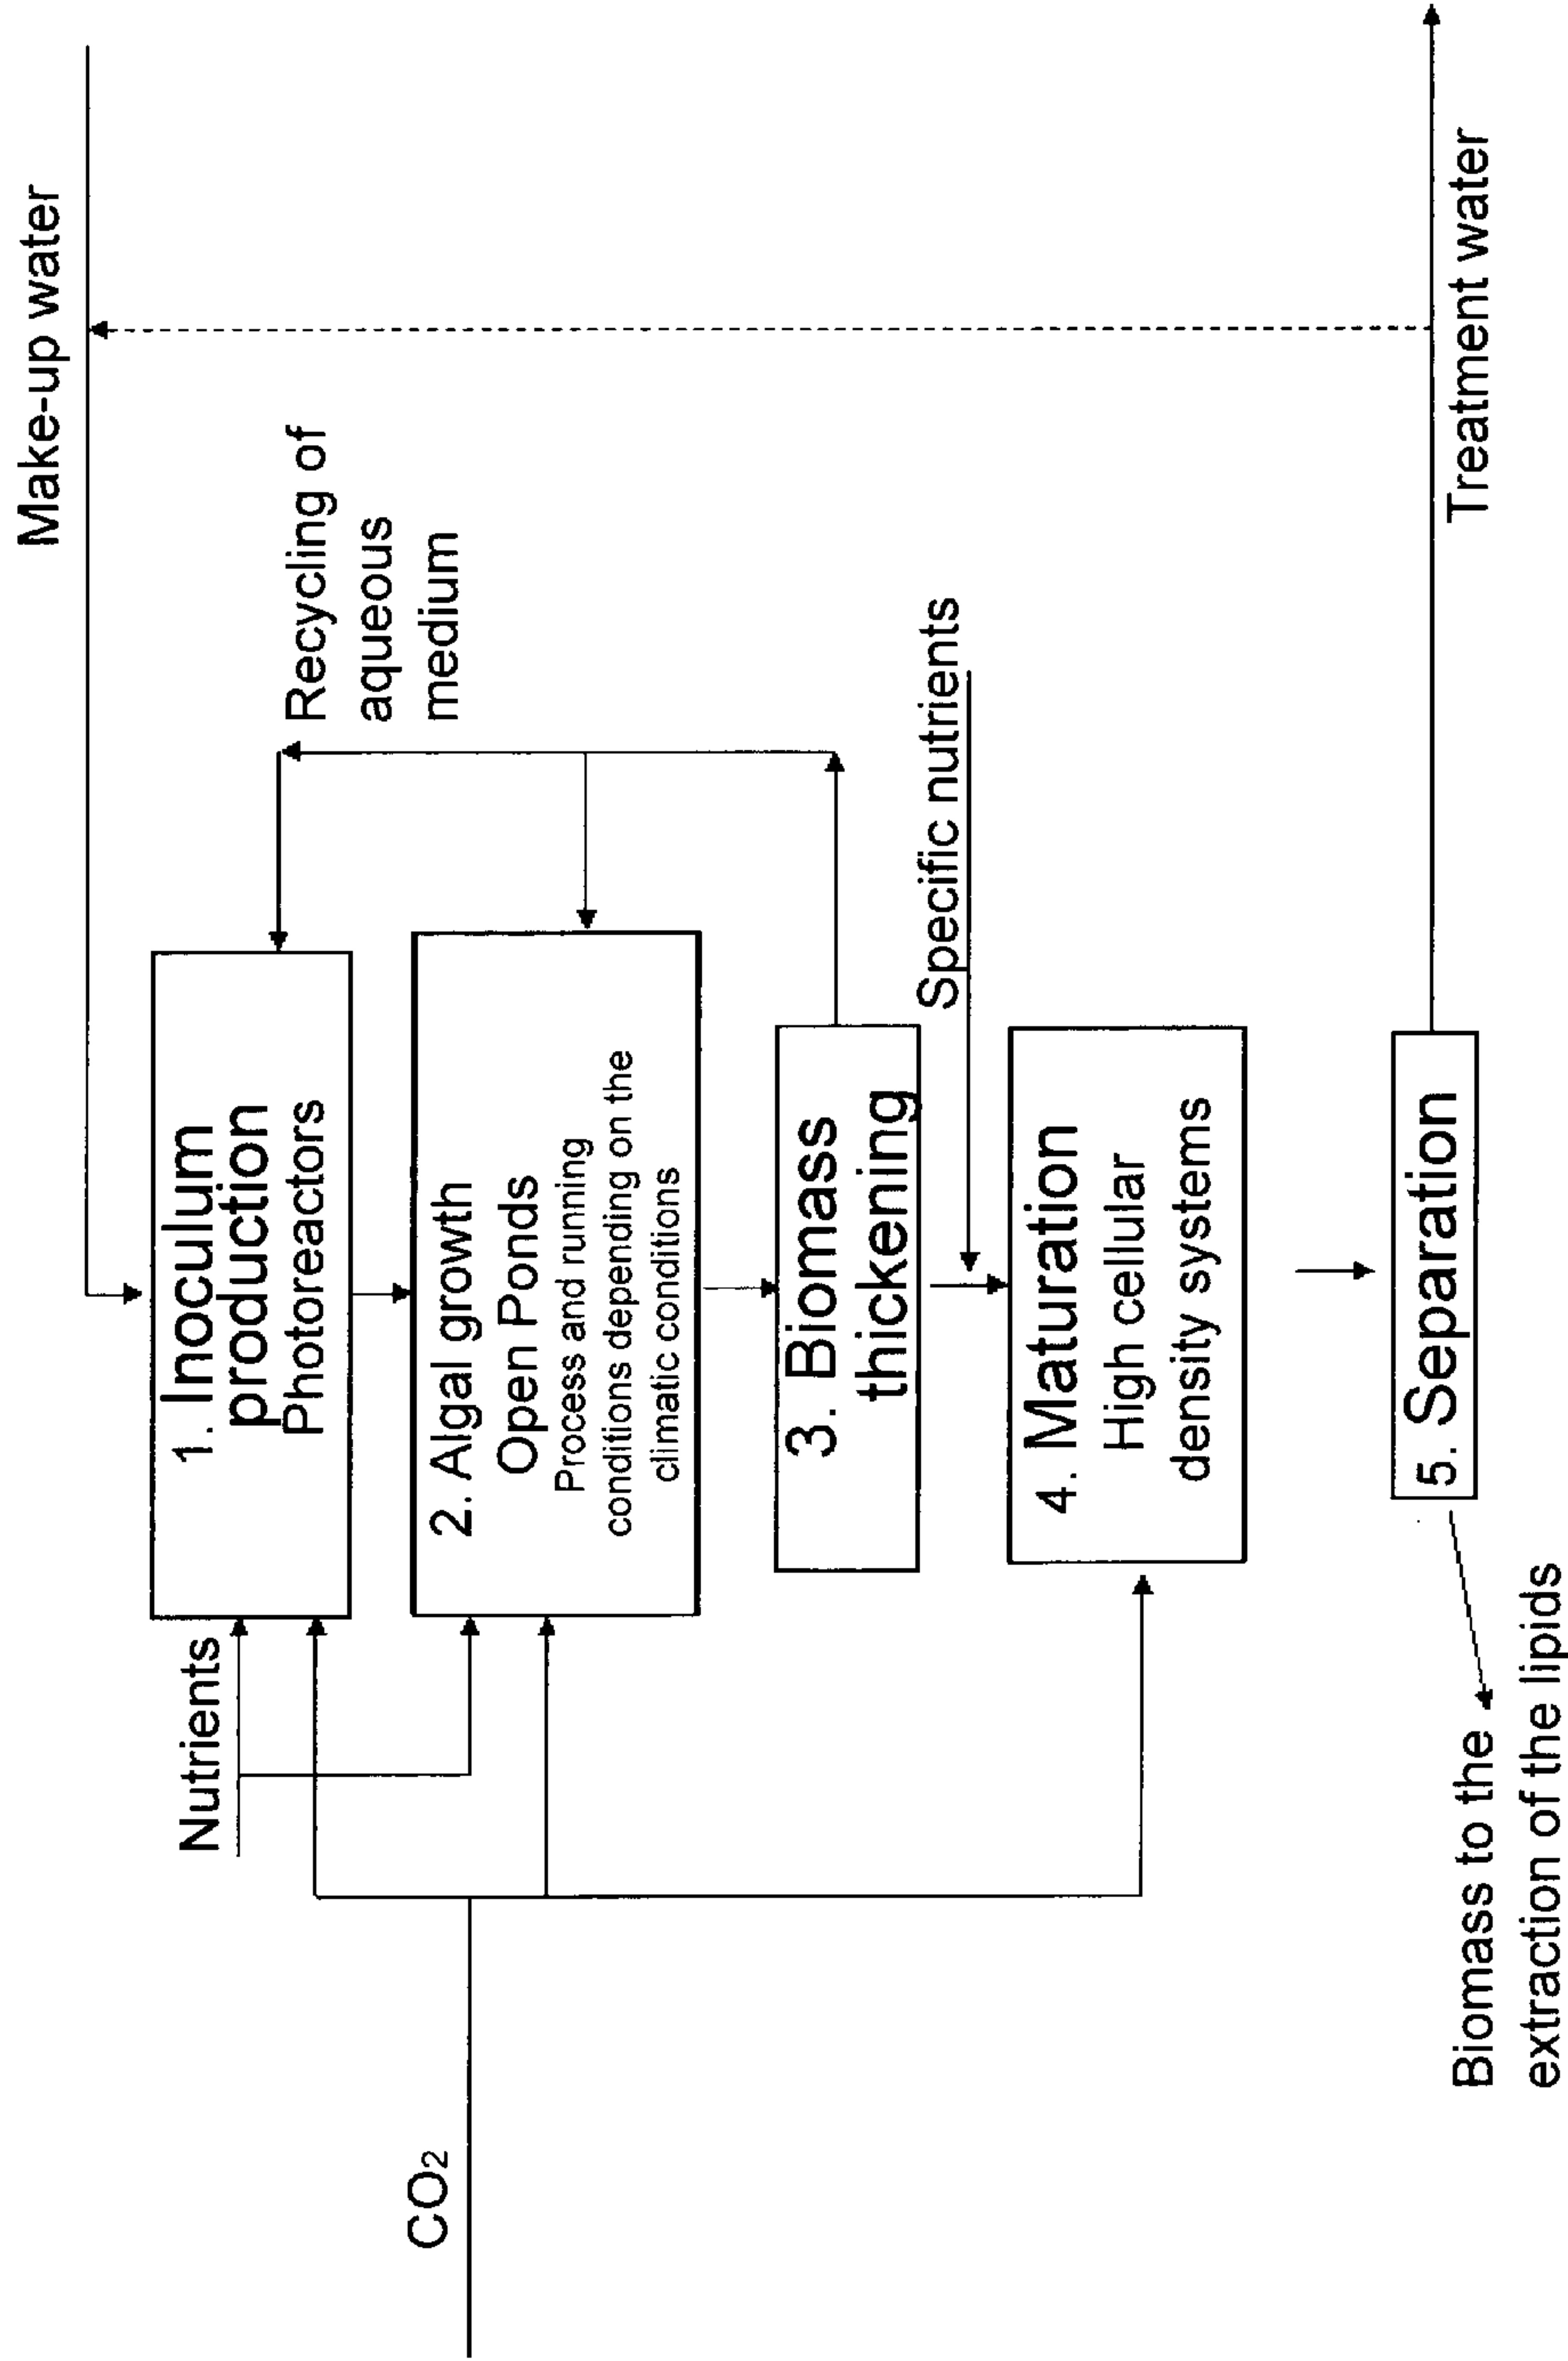 Make-up water
1. Inoculum
production
Photoreactors
Nutrients
Recycling of
aqueous
medium
CO₂
2. Algal growth
Open Ponds
Process and running
conditions depending on the
climatic conditions
3. Biomass
thickening
Specific nutrients
4. Maturation
High cellular
density systems
5. Separation
Treatment water
Biomass to the
extraction of the lipids